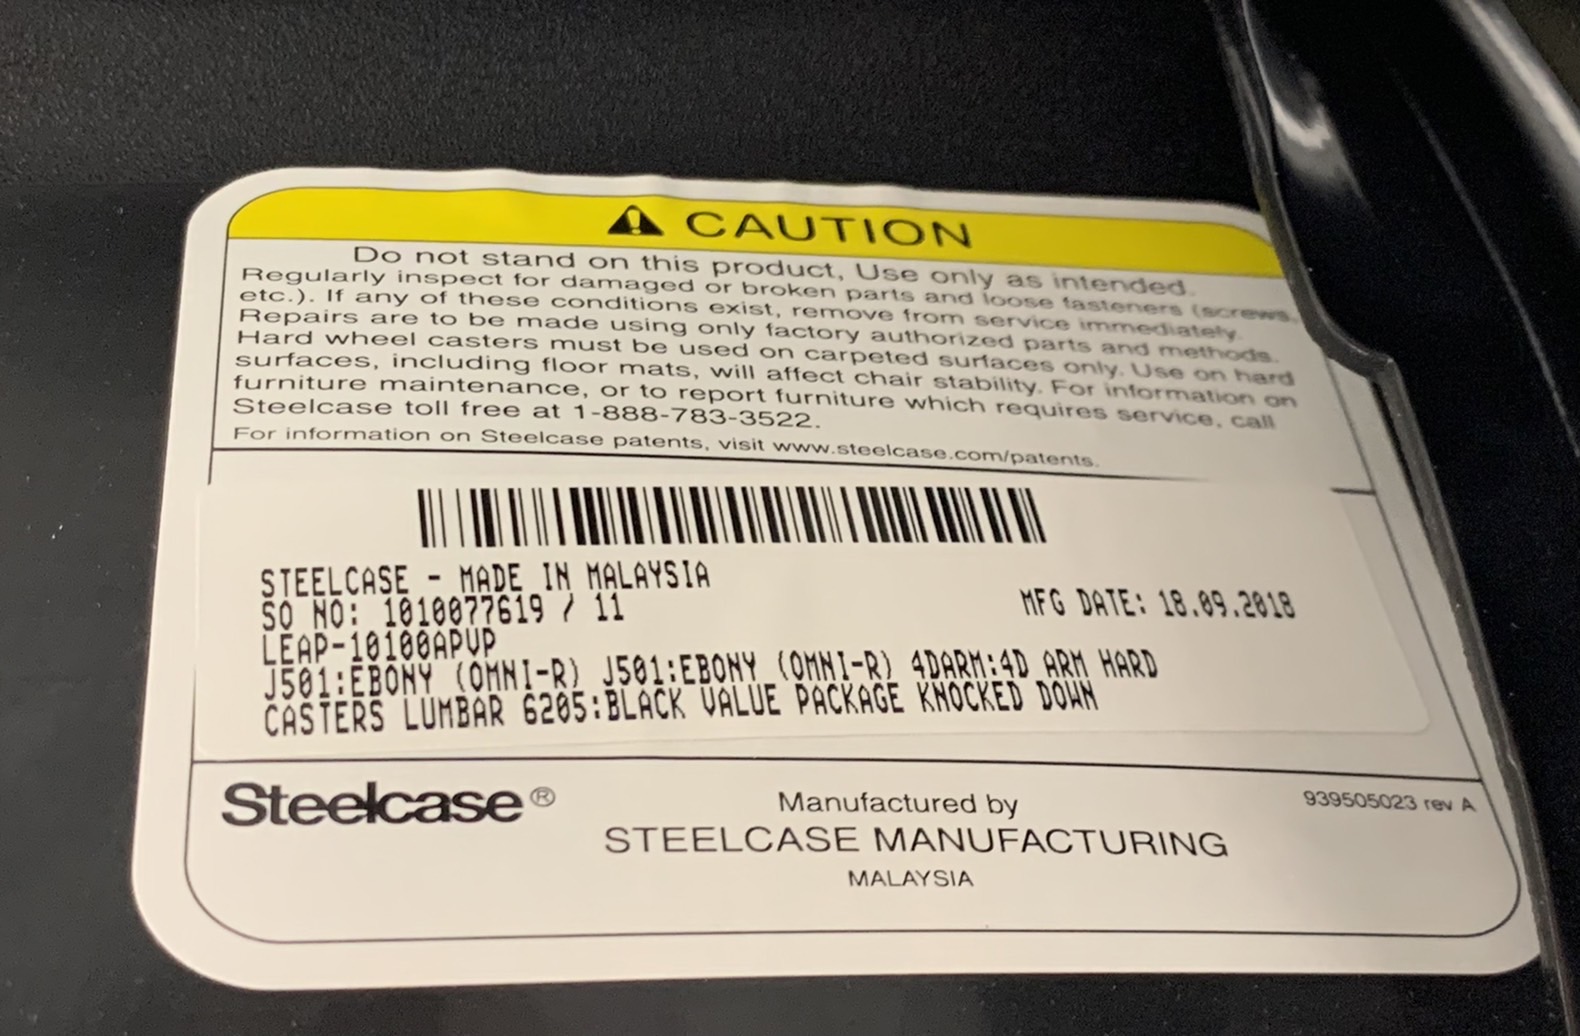 CAUTION
Do not stand on this product, Use only as intended.
Regularly inspect for damaged or broken parts and loose fasteners (screws,
etc.). If any of these conditions exist, remove from service immediately.
Repairs are to be made using only factory authorized parts and methods.
Hard wheel casters must be used on carpeted surfaces only. Use on hard
surfaces, including floor mats, will affect chair stability. For information on
furniture maintenance, or to report furniture which requires service, call
Steelcase toll free at 1-888-783-3522.
For information on Steelcase patents, visit www.steelcase.com/patents.
STEELCASE - MADE IN MALAYSIA
SO NO: 1010077619 / 11
MFG DATE: 18.09.2018
LEAP-10100APVP
J501:EBONY (OMNI-R) J501:EBONY (OMNI-R) 4DARM:4D ARM HARD
CASTERS LUMBAR 6205:BLACK VALUE PACKAGE KNOCKED DOWN
Steelcase®
Manufactured by
939505023 rev A
STEELCASE MANUFACTURING
MALAYSIA